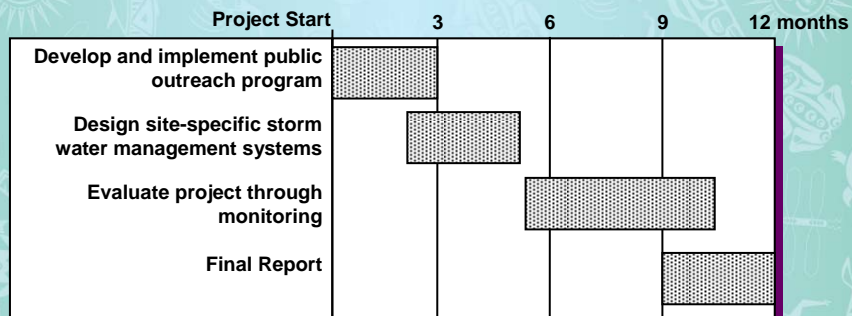 Project Start 3 6 9 12 months
Develop and implement public
outreach program
Design site-specific storm
water management systems
Evaluate project through
monitoring
Final Report